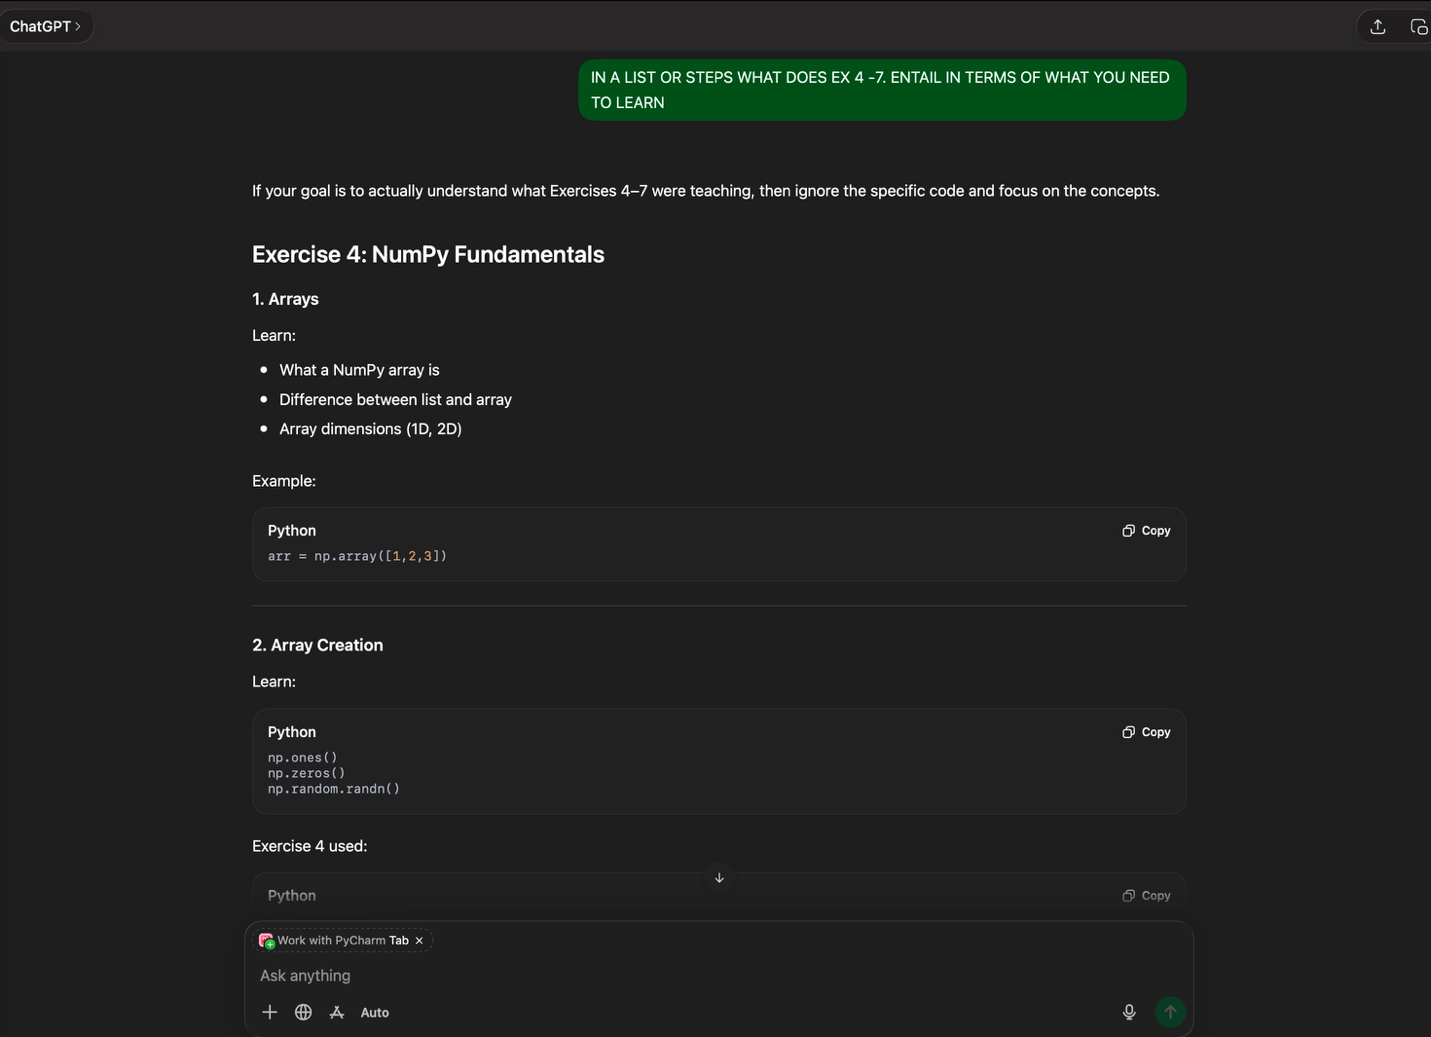 ChatGPT
IN A LIST OR STEPS WHAT DOES EX 4 -7. ENTAIL IN TERMS OF WHAT YOU NEED
TO LEARN
If your goal is to actually understand what Exercises 4–7 were teaching, then ignore the specific code and focus on the concepts.
Exercise 4: NumPy Fundamentals
1. Arrays
Learn:
• What a NumPy array is
• Difference between list and array
• Array dimensions (1D, 2D)
Example:
Python Copy
arr = np.array([1,2,3])
2. Array Creation
Learn:
Python Copy
np.ones()
np.zeros()
np.random.randn()
Exercise 4 used:
Python Copy
Work with PyCharm Tab
Ask anything
Auto